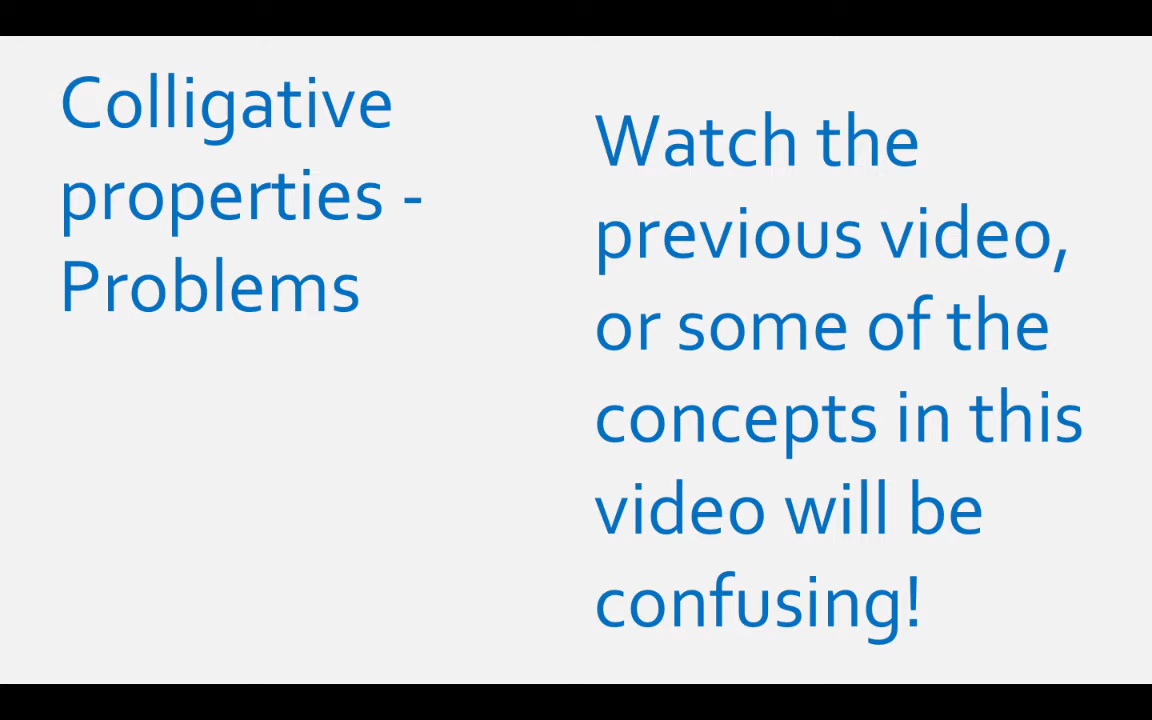 Colligative
properties -
Problems
Watch the
previous video,
or some of the
concepts in this
video will be
confusing!